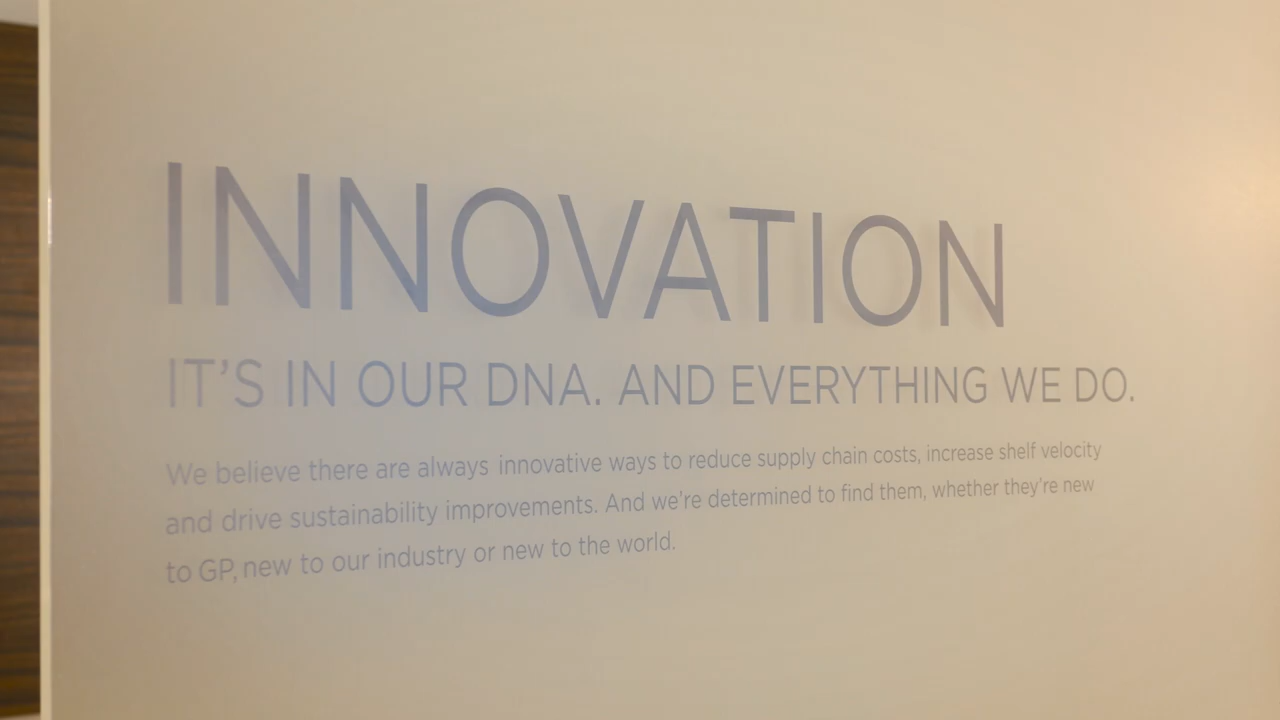 INNOVATION
IT'S IN OUR DNA. AND EVERYTHING WE DO.
We believe there are always innovative ways to reduce supply chain costs, increase shelf velocity
and drive sustainability improvements. And we're determined to find them, whether they're new
to GP, new to our industry or new to the world.